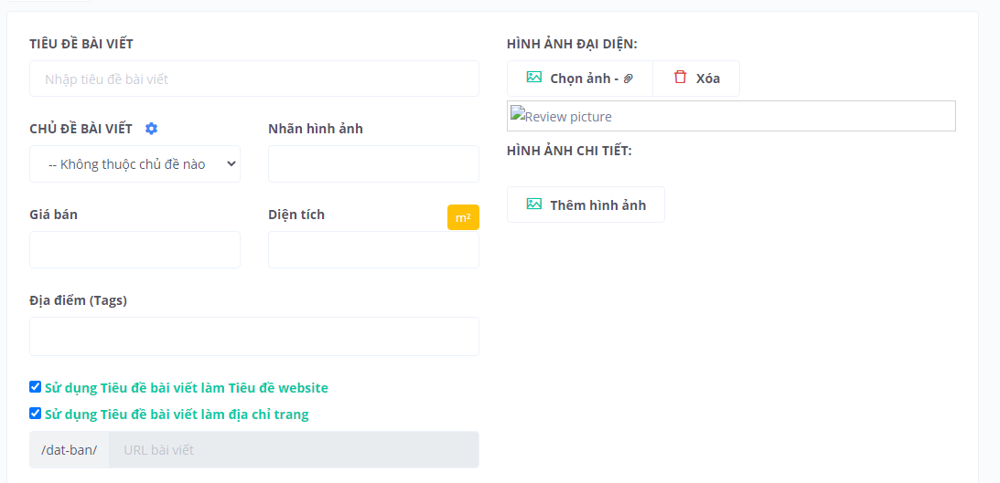 TIÊU ĐỀ BÀI VIẾT
Nhập tiêu đề bài viết
CHỦ ĐỀ BÀI VIẾT
-- Không thuộc chủ đề nào
Nhãn hình ảnh
Giá bán
Diện tích
m²
Địa điểm (Tags)
Sử dụng Tiêu đề bài viết làm Tiêu đề website
Sử dụng Tiêu đề bài viết làm địa chỉ trang
/dat-ban/ URL bài viết
HÌNH ẢNH ĐẠI DIỆN:
Chọn ảnh -
Xóa
Review picture
HÌNH ẢNH CHI TIẾT:
Thêm hình ảnh